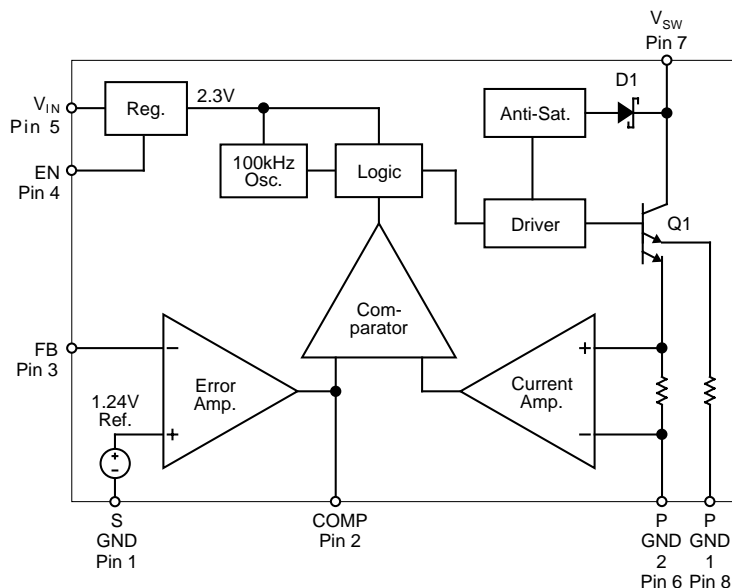 VSW
Pin 7
D1
VIN
Pin 5
Reg.
2.3V
Anti-Sat.
EN
Pin 4
100kHz
Osc.
Logic
Driver
Q1
Com-
parator
FB
Pin 3
−
Error
Amp.
+
Current
Amp.
+
−
1.24V
Ref.
+
−
S
GND
Pin 1
COMP
Pin 2
P
GND
2
Pin 6
P
GND
1
Pin 8